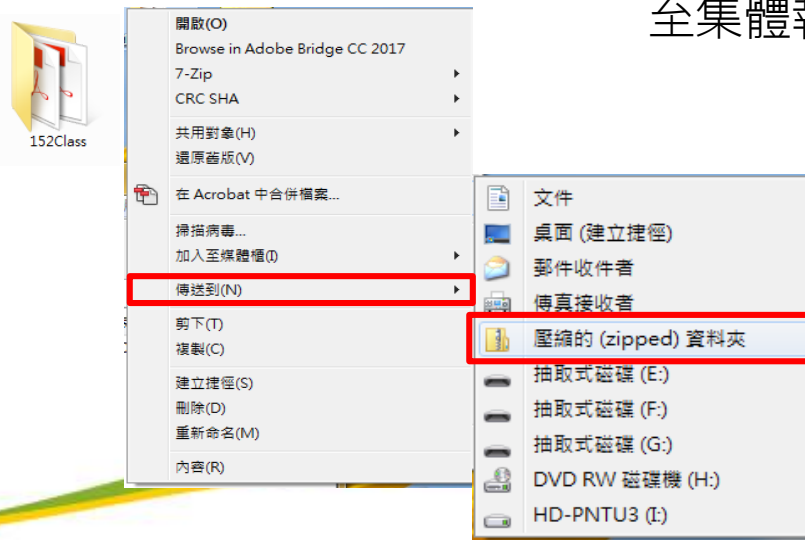 至集體
152Class
開啟(O)
Browse in Adobe Bridge CC 2017
7-Zip
CRC SHA
共用對象(H)
還原舊版(V)
在 Acrobat 中合併檔案...
掃描病毒...
加入至媒體櫃(I)
傳送到(N)
剪下(T)
複製(C)
建立捷徑(S)
刪除(D)
重新命名(M)
內容(R)
文件
桌面 (建立捷徑)
郵件收件者
傳真接收者
壓縮的 (zipped) 資料夾
抽取式磁碟 (E:)
抽取式磁碟 (F:)
抽取式磁碟 (G:)
DVD RW 磁碟機 (H:)
HD-PNTU3 (I:)